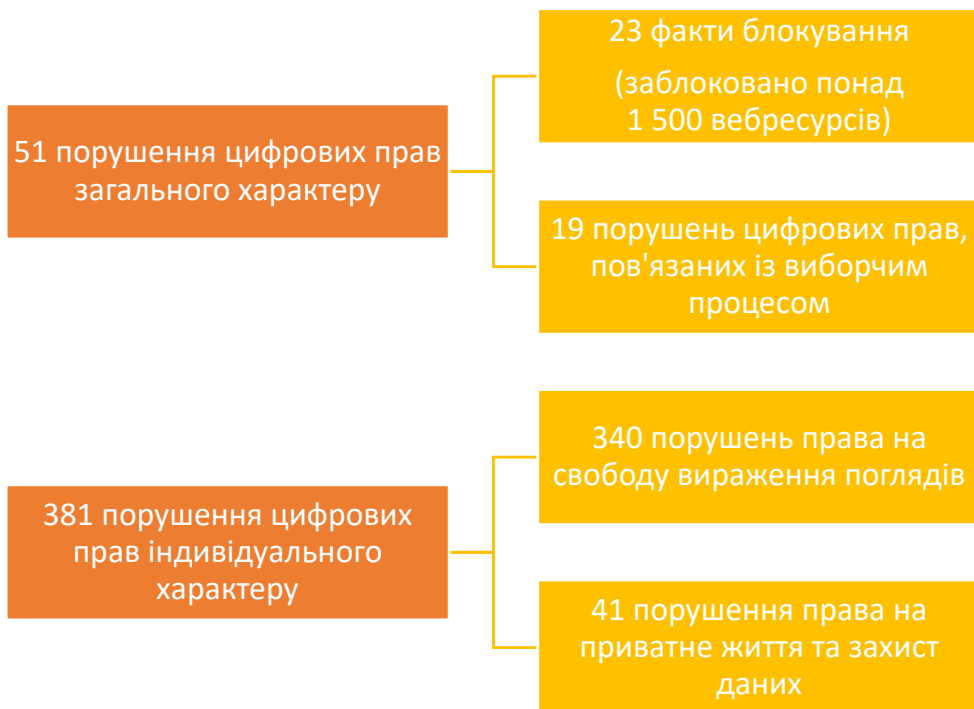 51 порушення цифрових прав
загального характеру
23 факти блокування
(заблоковано понад
1 500 вебресурсів)
19 порушень цифрових прав,
пов'язаних із виборчим
процесом
381 порушення цифрових
прав індивідуального
характеру
340 порушень права на
свободу вираження поглядів
41 порушення права на
приватне життя та захист
даних